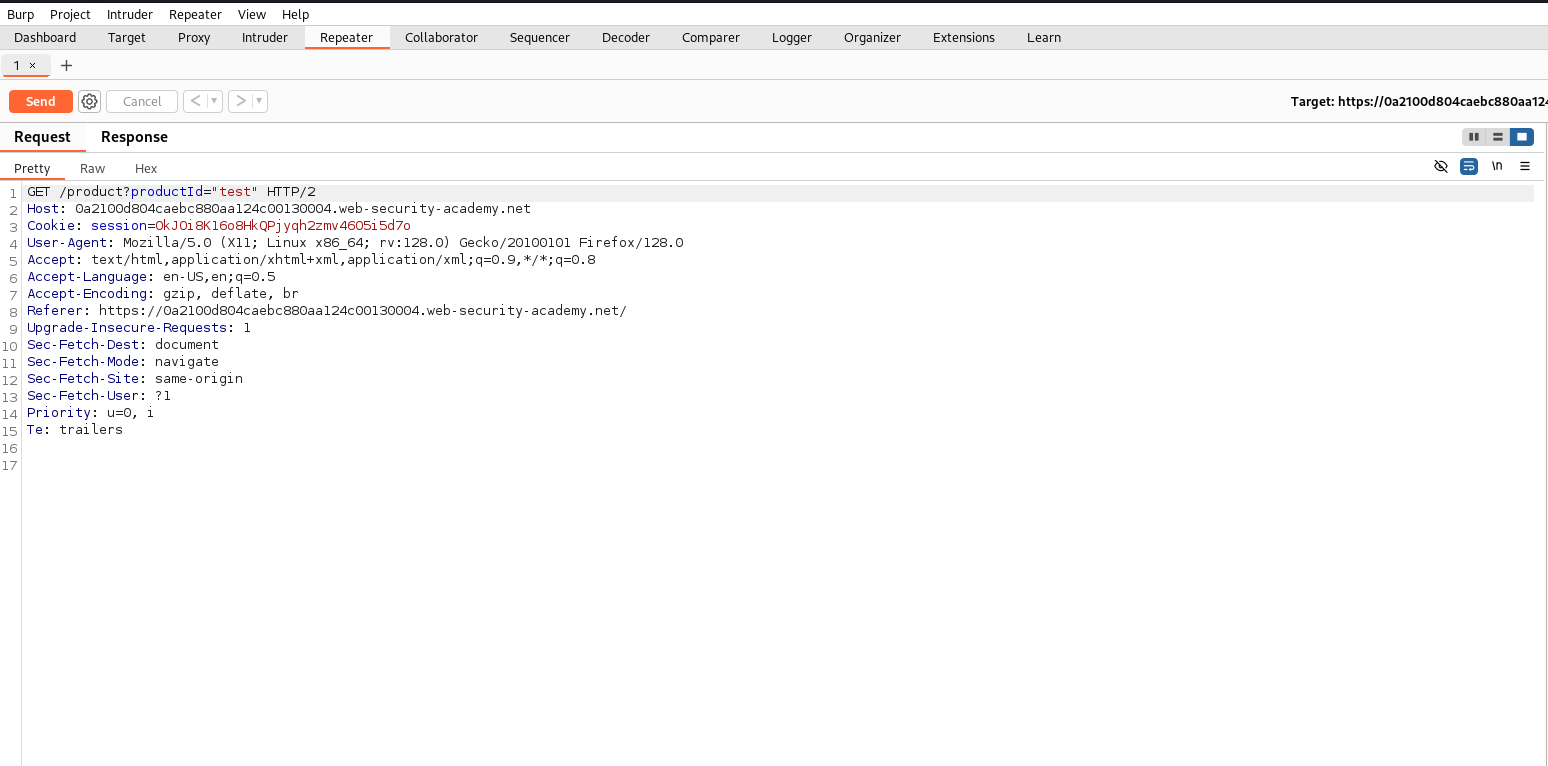 Burp Project Intruder Repeater View Help
Dashboard Target Proxy Intruder Repeater Collaborator Sequencer Decoder Comparer Logger Organizer Extensions Learn
1 × +
Send Cancel < > Target: https://0a2100d804caebc880aa124
Request Response
Pretty Raw Hex \n
1 GET /product?productId="test" HTTP/2
2 Host: 0a2100d804caebc880aa124c00130004.web-security-academy.net
3 Cookie: session=OkJOi8K16o8HkQPjyqh2zmv46O5i5d7o
4 User-Agent: Mozilla/5.0 (X11; Linux x86_64; rv:128.0) Gecko/20100101 Firefox/128.0
5 Accept: text/html,application/xhtml+xml,application/xml;q=0.9,*/*;q=0.8
6 Accept-Language: en-US,en;q=0.5
7 Accept-Encoding: gzip, deflate, br
8 Referer: https://0a2100d804caebc880aa124c00130004.web-security-academy.net/
9 Upgrade-Insecure-Requests: 1
10 Sec-Fetch-Dest: document
11 Sec-Fetch-Mode: navigate
12 Sec-Fetch-Site: same-origin
13 Sec-Fetch-User: ?1
14 Priority: u=0, i
15 Te: trailers
16
17